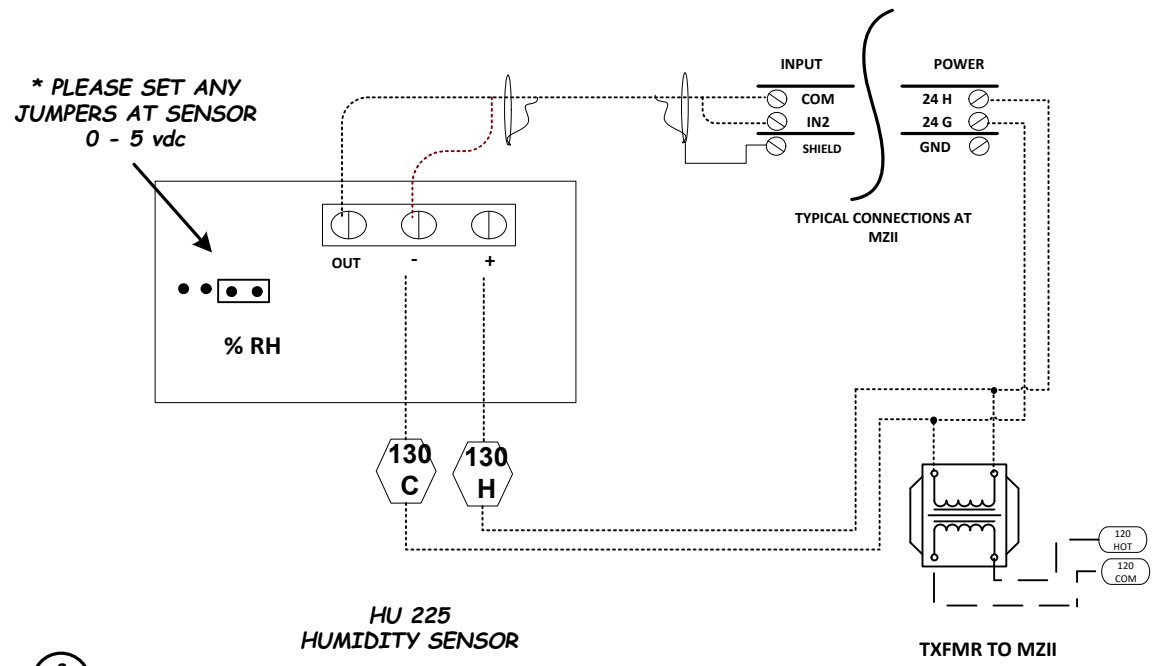 * PLEASE SET ANY
JUMPERS AT SENSOR
0 - 5 vdc
INPUT
POWER
COM
24 H
IN2
24 G
SHIELD
GND
TYPICAL CONNECTIONS AT
MZII
OUT
-
+
% RH
130
C
130
H
120
HOT
120
COM
HU 225
HUMIDITY SENSOR
TXFMR TO MZII